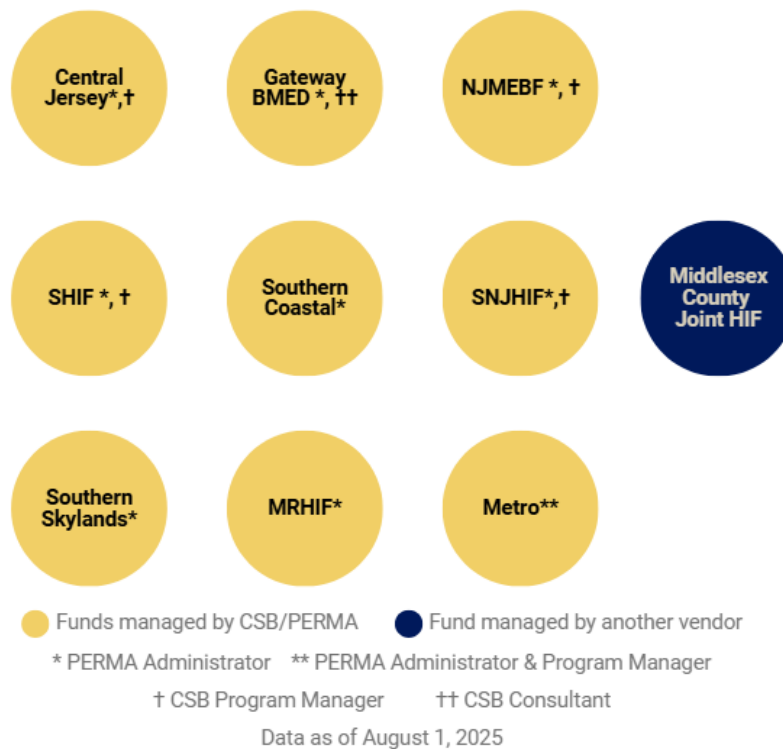 Central
Jersey*,†
Gateway
BMED *, ††
NJMEBF *, †
SHIF *, †
Southern
Coastal*
SNJHIF*,†
Middlesex
County
Joint HIF
Southern
Skylands*
MRHIF*
Metro**
Funds managed by CSB/PERMA
Fund managed by another vendor
* PERMA Administrator
** PERMA Administrator & Program Manager
† CSB Program Manager
†† CSB Consultant
Data as of August 1, 2025